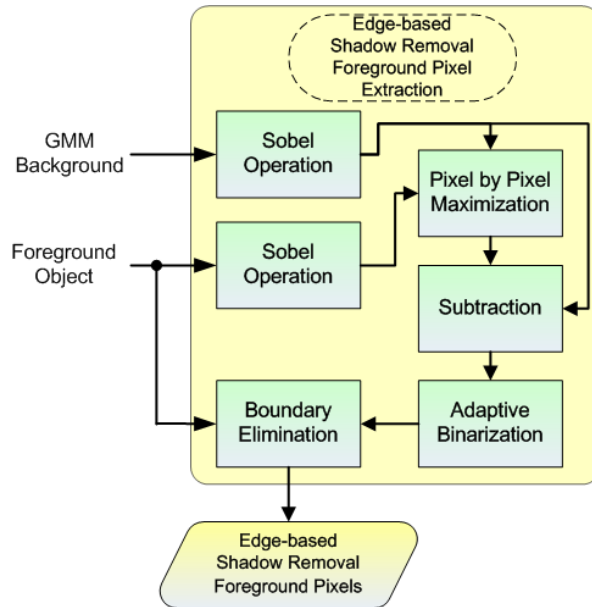 Edge-based
Shadow Removal
Foreground Pixel
Extraction
GMM
Background
Sobel
Operation
Pixel by Pixel
Maximization
Foreground
Object
Sobel
Operation
Subtraction
Boundary
Elimination
Adaptive
Binarization
Edge-based
Shadow Removal
Foreground Pixels